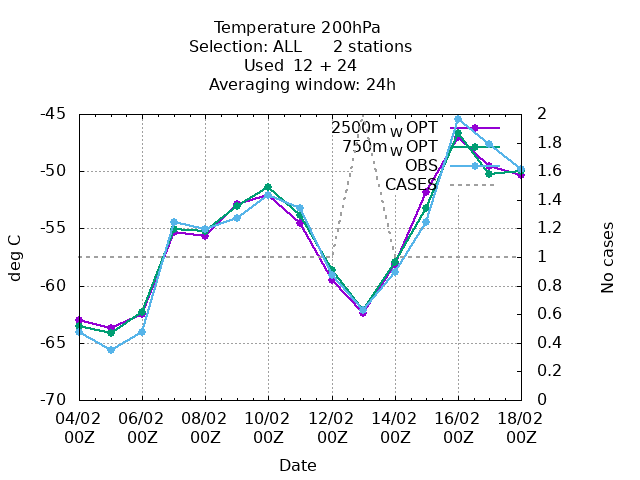 Temperature 200hPa
Selection: ALL 2 stations
Used 12 + 24
Averaging window: 24h
-45 2500m W OPT 2
750m W OPT 1.8
-50 OBS 1.6
CASES
1.4
-55 1.2
1
-60 0.8
0.6
-65 0.4
0.2
-70 0
deg C
No cases
04/02 06/02 08/02 10/02 12/02 14/02 16/02 18/02
00Z 00Z 00Z 00Z 00Z 00Z 00Z 00Z
Date